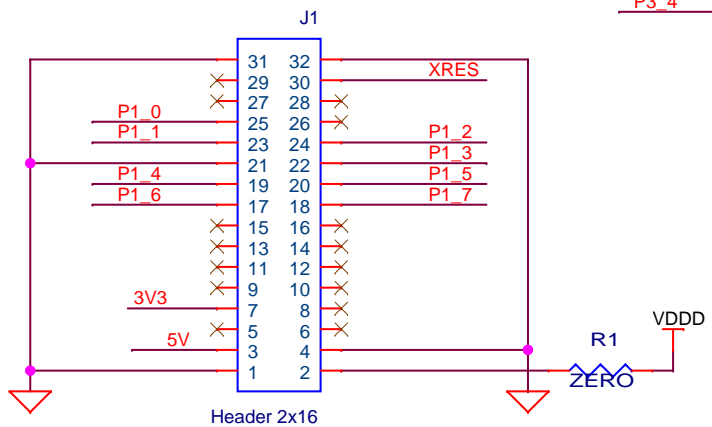 P3_4
J1
31 32
29 30 XRES
27 28
P1_0 25 26
P1_1 23 24 P1_2
21 22 P1_3
P1_4 19 20 P1_5
P1_6 17 18 P1_7
15 16
13 14
11 12
9 10
3V3 7 8
5 6
5V 3 4
1 2
R1
ZERO
VDDD
Header 2x16